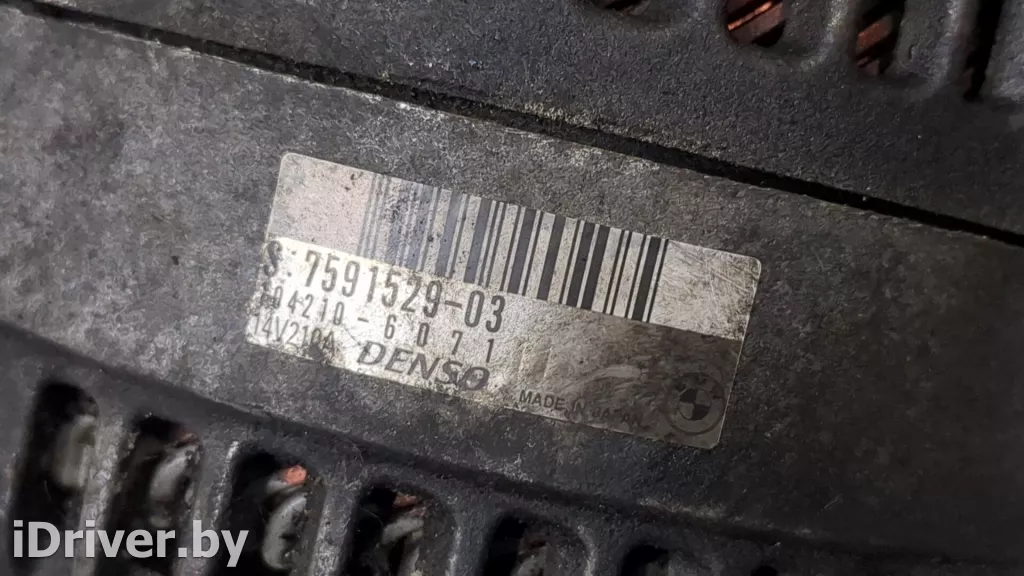 S:7591529-03
104210-6071
14V210A
DENSO
MADE IN JAPAN
iDriver.by